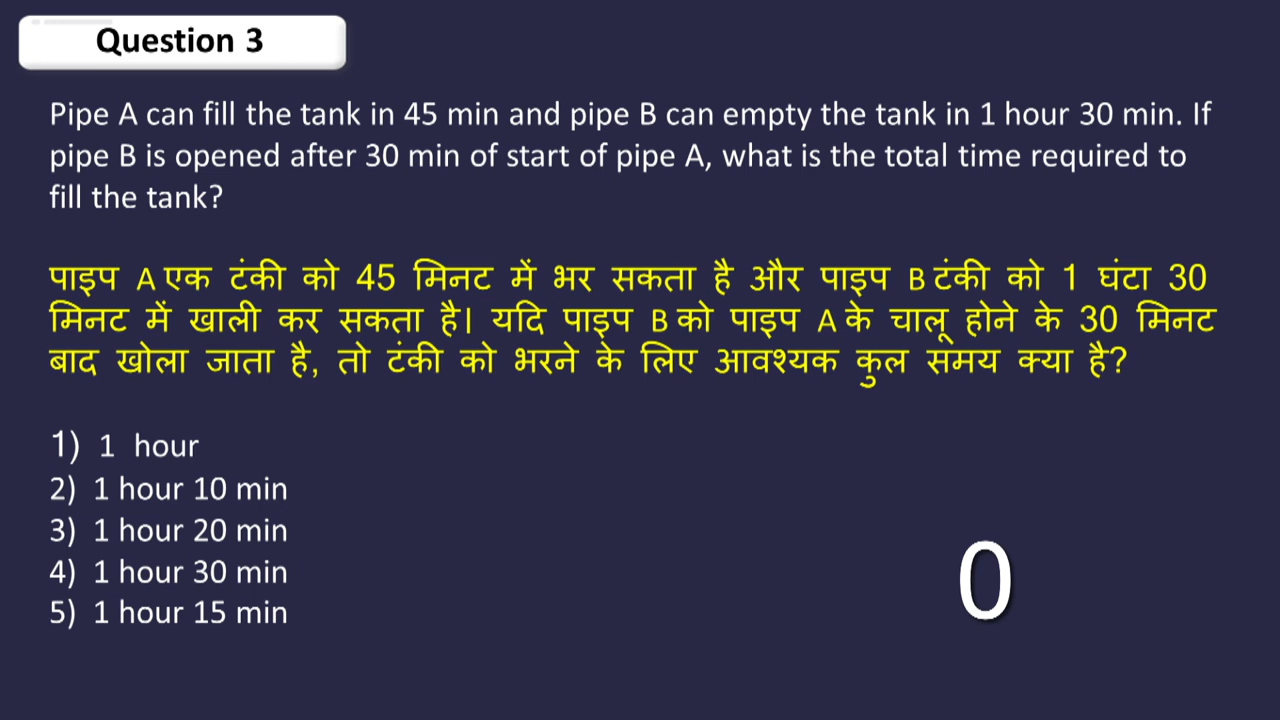 Question 3
Pipe A can fill the tank in 45 min and pipe B can empty the tank in 1 hour 30 min. If
pipe B is opened after 30 min of start of pipe A, what is the total time required to
fill the tank?
पाइप A एक टंकी को 45 मिनट में भर सकता है और पाइप B टंकी को 1 घंटा 30
मिनट में खाली कर सकता है। यदि पाइप B को पाइप A के चालू होने के 30 मिनट
बाद खोला जाता है, तो टंकी को भरने के लिए आवश्यक कुल समय क्या है?
1) 1 hour
2) 1 hour 10 min
3) 1 hour 20 min
4) 1 hour 30 min
5) 1 hour 15 min
0